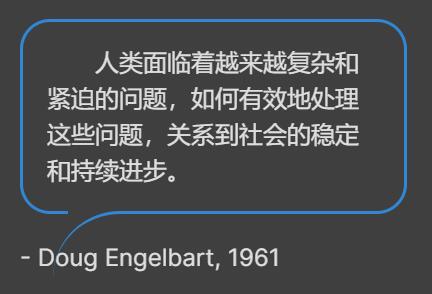 人类面临着越来越复杂和
紧迫的问题，如何有效地处理
这些问题，关系到社会的稳定
和持续进步。
- Doug Engelbart, 1961